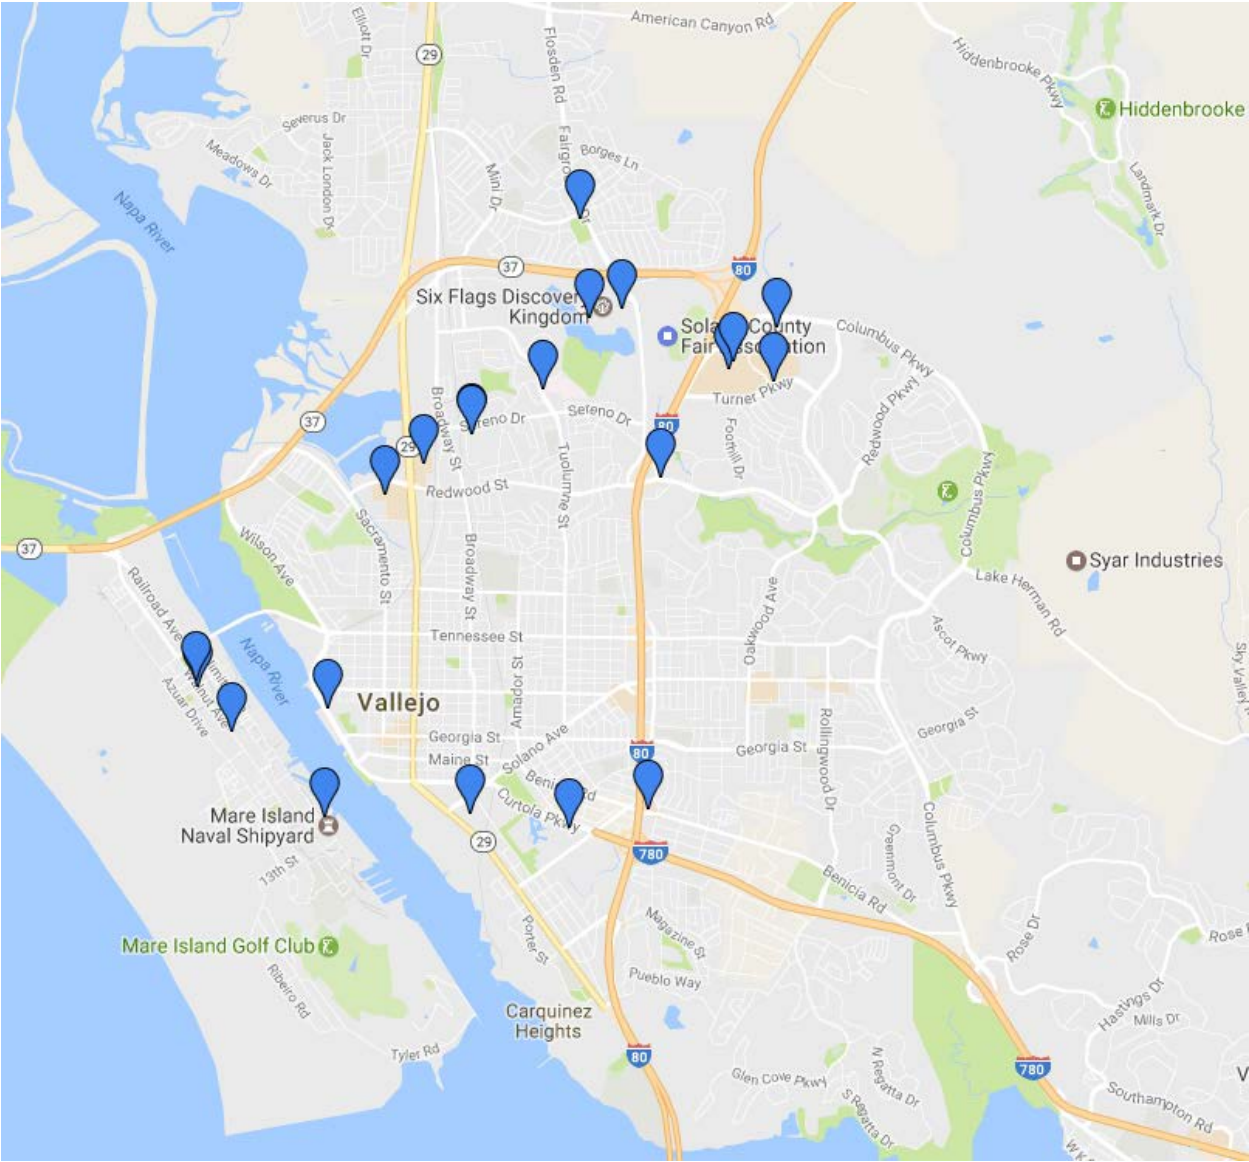 American Canyon Rd
Elliott Dr
29
Flosden Rd
Hiddenbrooke Pkwy
Hiddenbrooke
Severus Dr
Jack London Dr
Meadows Dr
Borges Ln
Mini Dr
Landmark Dr
Napa River
37
80
Six Flags Discovery
Kingdom
Columbus Pkwy
Turner Pkwy
Redwood Pkwy
37
Broadway St
Sereno Dr
80
29
Foothill Dr
Tuolumne St
Redwood St
Columbus Pkwy
Sacramento St
37
Wilson Ave
Broadway St
Syar Industries
Lake Herman Rd
Railroad Ave
Oakwood Ave
Ascot Pkwy
Tennessee St
Napa River
Amador St
Azuar Drive
Walnut Ave
Vallejo
Georgia St
Rollingwood Dr
Georgia St
Solano Ave
80
Georgia St
Maine St
Curtola Pkwy
Mare Island
Naval Shipyard
29
780
Columbus Pkwy
Greenmont Dr
13th St
Benicia Rd
Mare Island Golf Club
Porter St
Magazine St
Rose Dr
Ribeiro Rd
Pueblo Way
Hastings Dr
Mills Dr
Carquinez
Heights
Tyler Rd
80
Glen Cove Pkwy
N Regatta Dr
S Regatta Dr
780
Southampton Rd